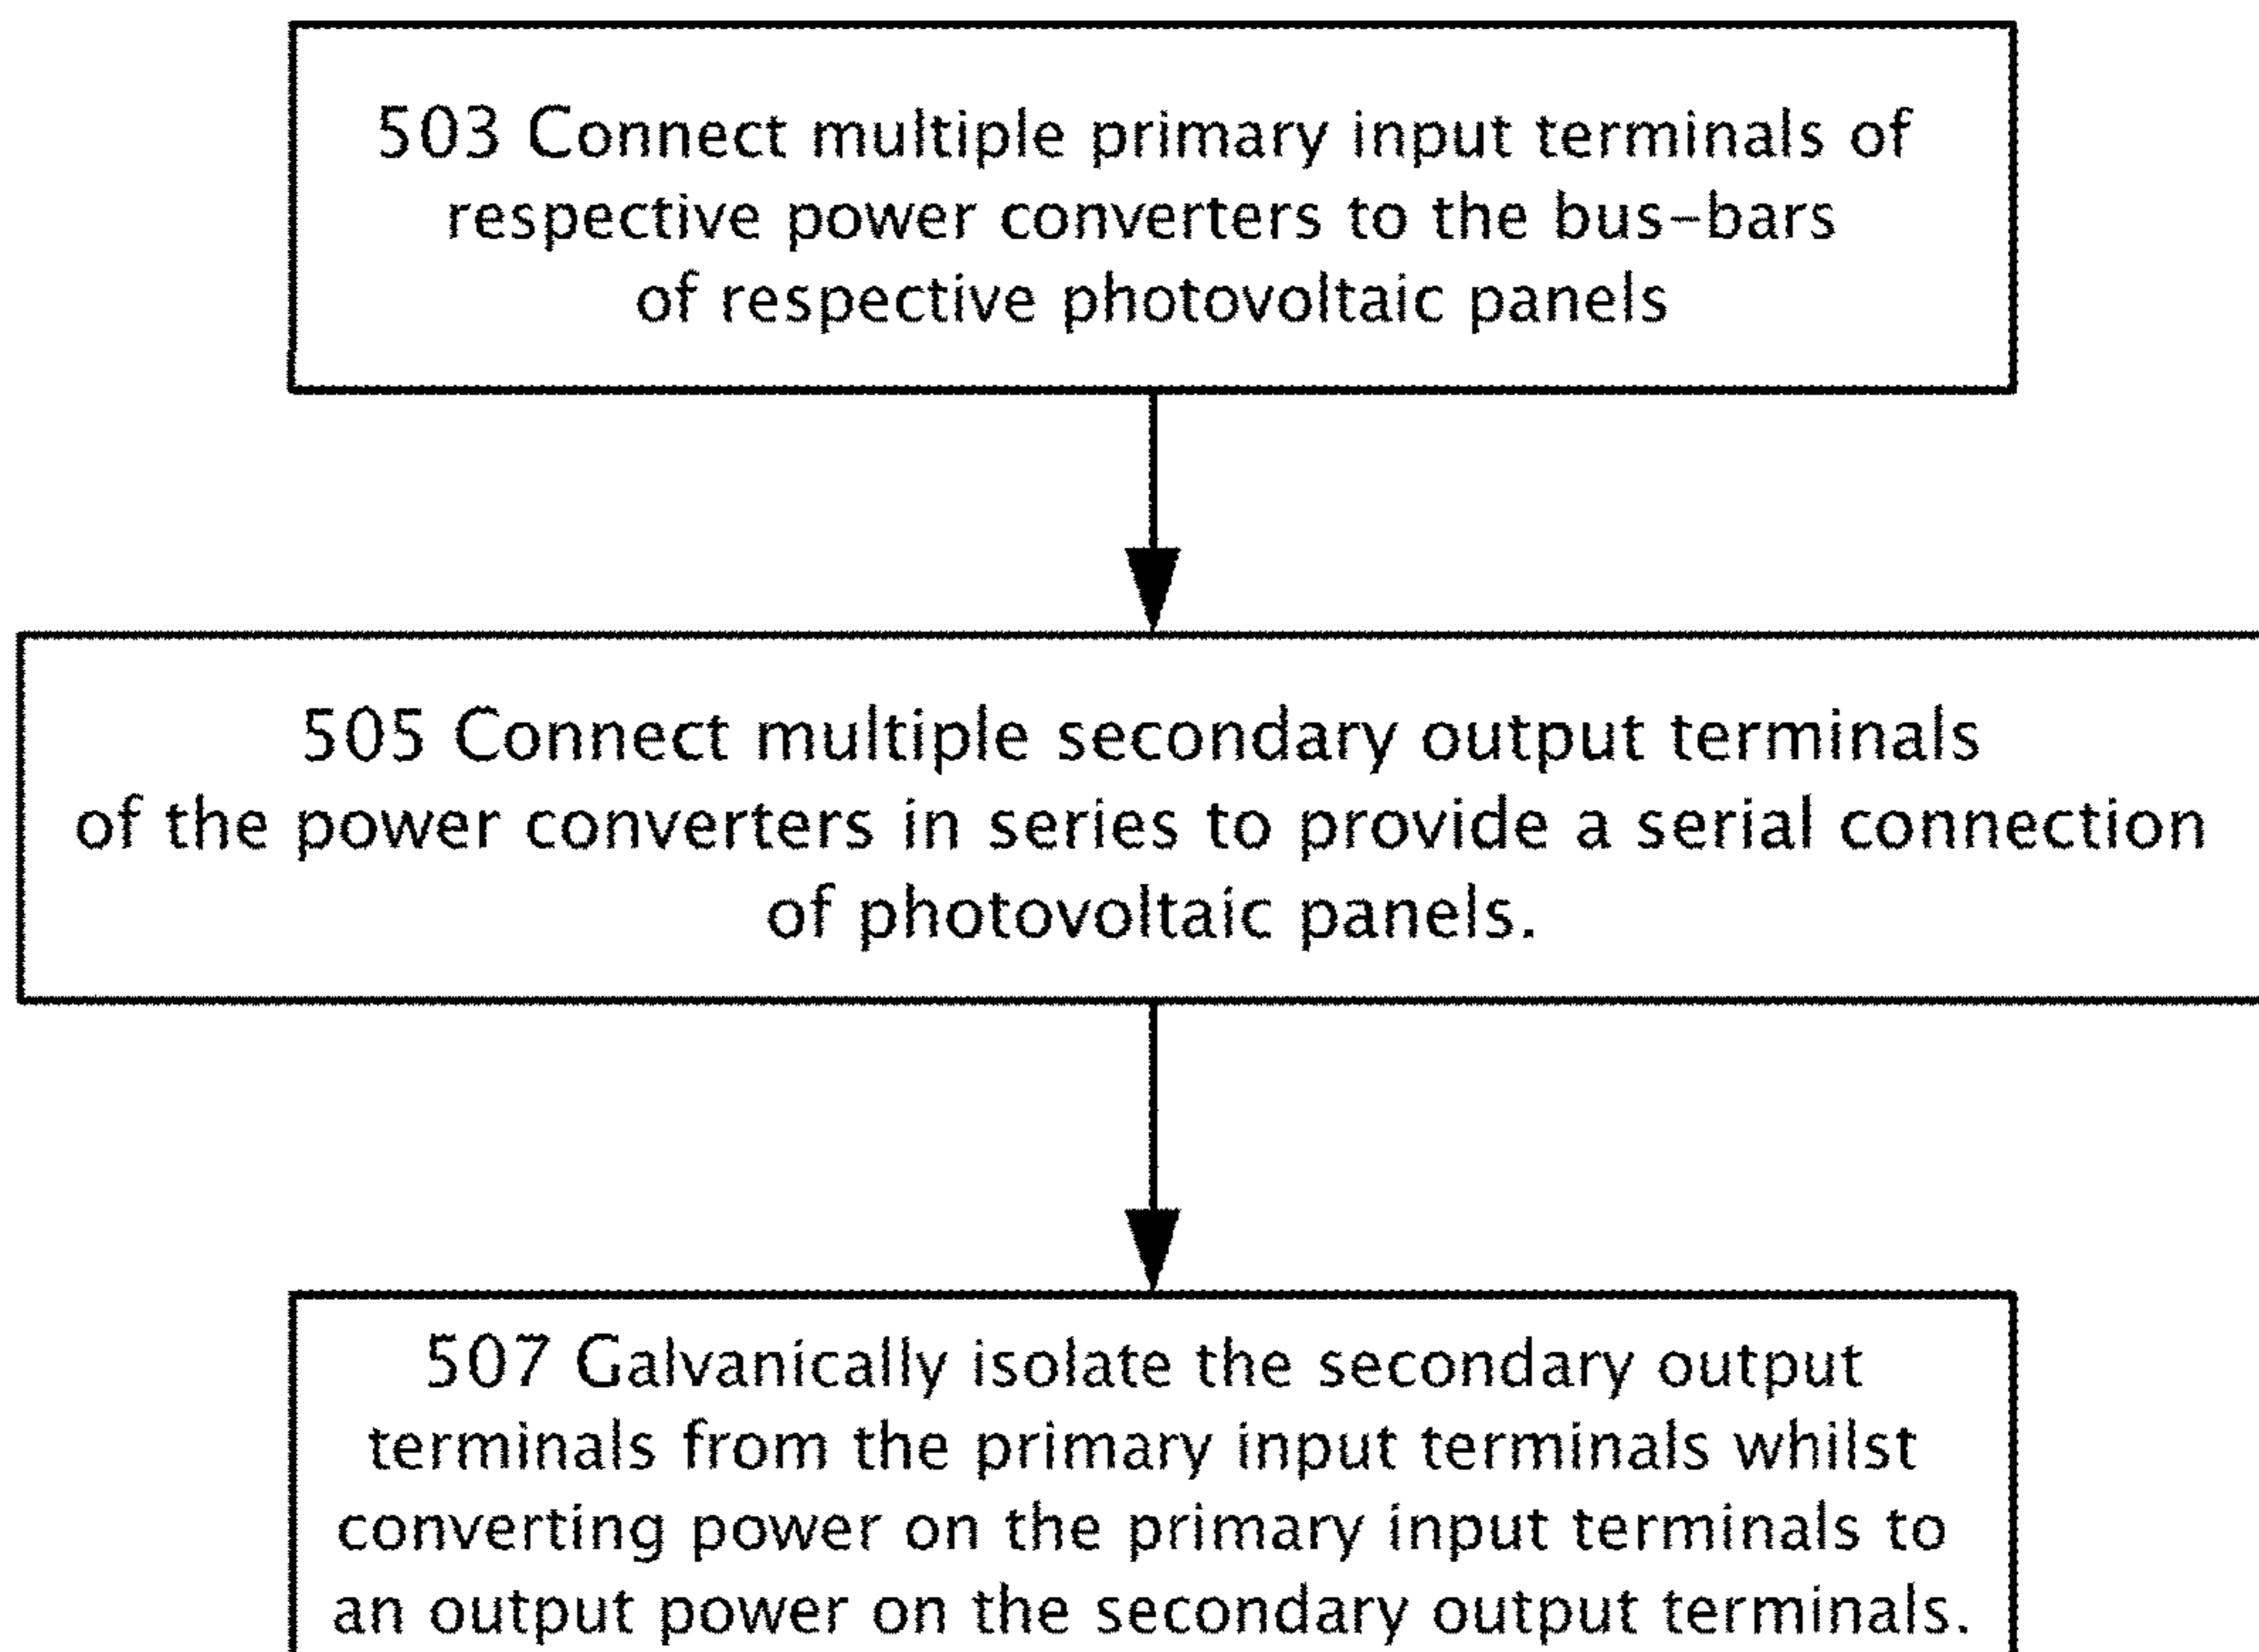 503 Connect multiple primary input terminals of
respective power converters to the bus-bars
of respective photovoltaic panels
505 Connect multiple secondary output terminals
of the power converters in series to provide a serial connection
of photovoltaic panels.
507 Galvanically isolate the secondary output
terminals from the primary input terminals whilst
converting power on the primary input terminals to
an output power on the secondary output terminals.